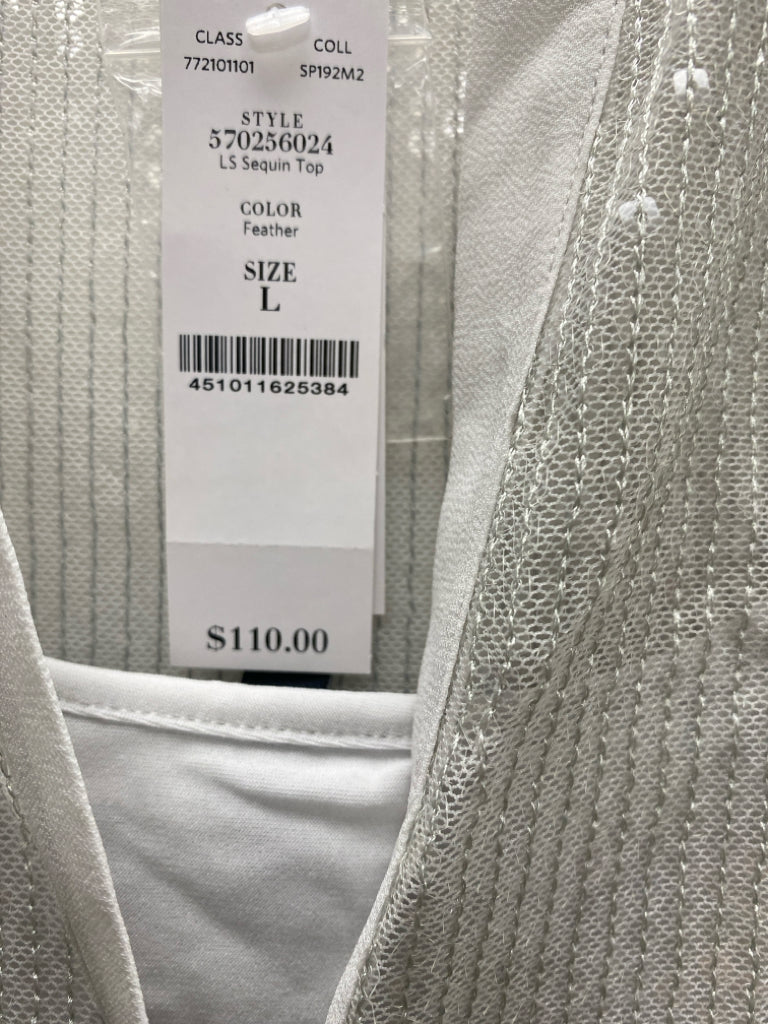 CLASS COLL
772101101 SP192M2
STYLE
570256024
LS Sequin Top
COLOR
Feather
SIZE
L
451011625384
$110.00